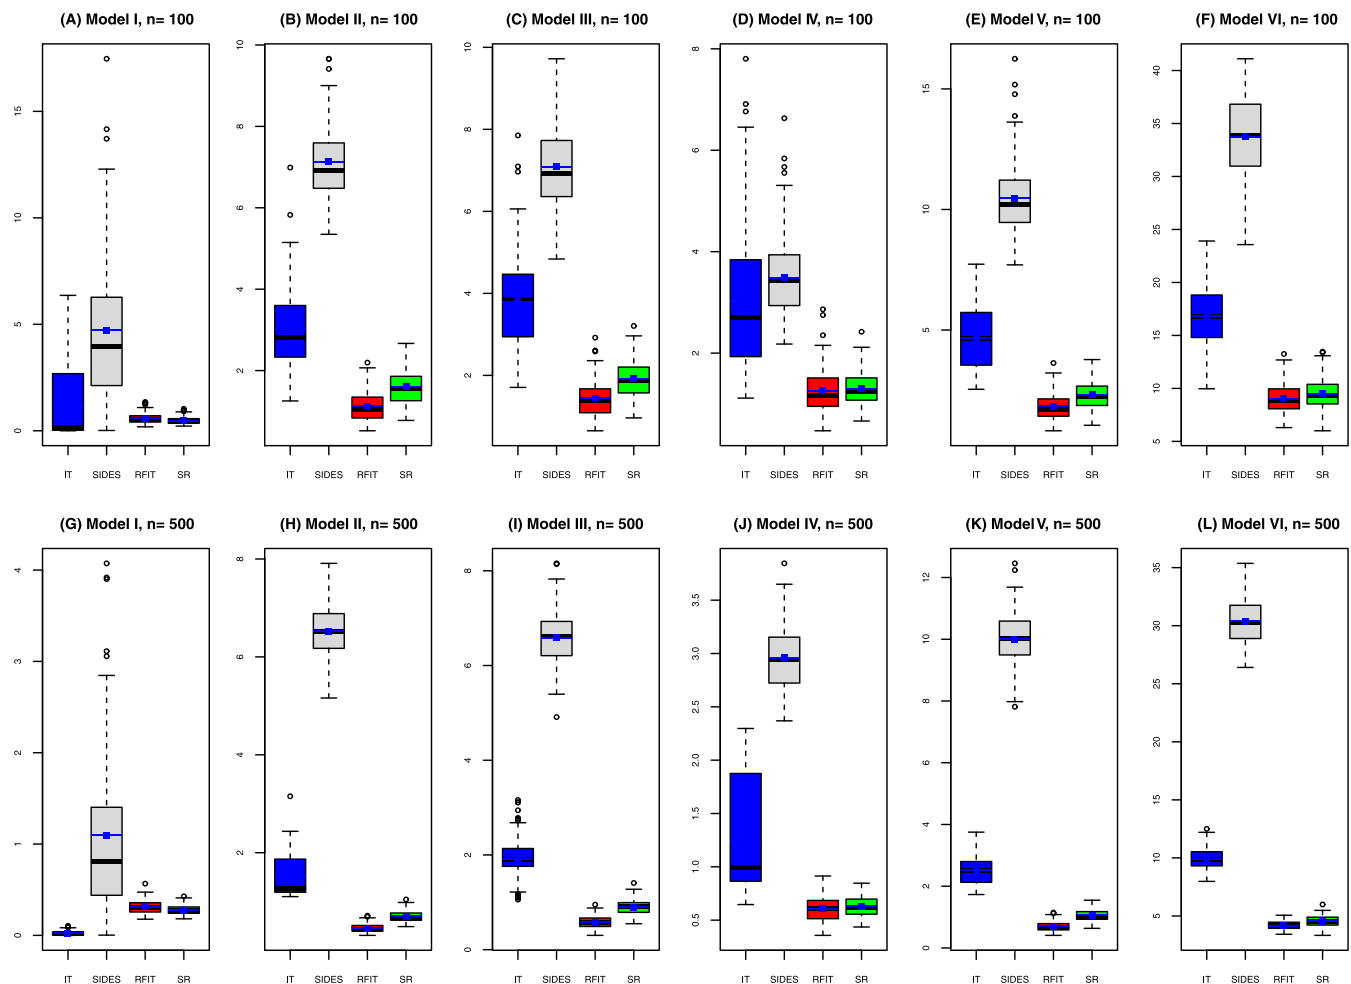 (A) Model I, n= 100
(B) Model II, n= 100
(C) Model III, n= 100
(D) Model IV, n= 100
(E) Model V, n= 100
(F) Model VI, n= 100
0 5 10 15
IT SIDES RFIT SR
2 4 6 8 10
IT SIDES RFIT SR
2 4 6 8 10
IT SIDES RFIT SR
2 4 6 8
IT SIDES RFIT SR
5 10 15
IT SIDES RFIT SR
5 10 15 20 25 30 35 40
IT SIDES RFIT SR
(G) Model I, n= 500
(H) Model II, n= 500
(I) Model III, n= 500
(J) Model IV, n= 500
(K) Model V, n= 500
(L) Model VI, n= 500
0 1 2 3 4
IT SIDES RFIT SR
2 4 6 8
IT SIDES RFIT SR
0 2 4 6 8
IT SIDES RFIT SR
0.5 1.0 1.5 2.0 2.5 3.0 3.5
IT SIDES RFIT SR
0 2 4 6 8 10 12
IT SIDES RFIT SR
5 10 15 20 25 30 35
IT SIDES RFIT SR